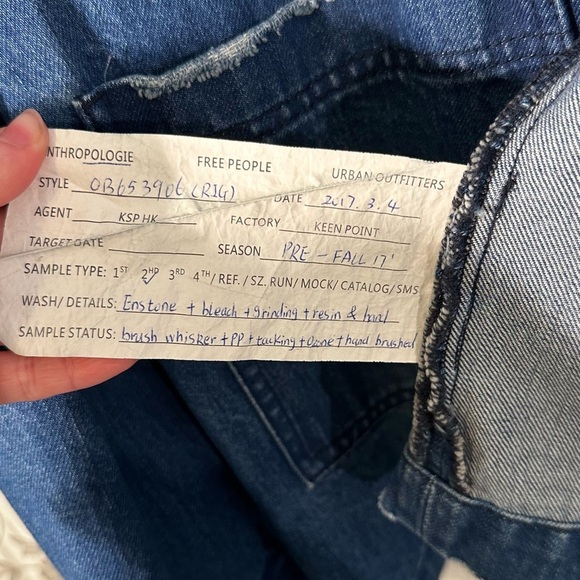 NTHROPOLOGIE FREE PEOPLE URBAN OUTFITTERS
STYLE OB653906 (R1G) DATE 2017. 3. 4
AGENT KSP HK FACTORY KEEN POINT
TARGET DATE SEASON PRE - FALL 17'
SAMPLE TYPE: 1ST 2ND 3RD 4TH/ REF. / SZ. RUN/ MOCK/ CATALOG/ SMS
WASH/ DETAILS: Enstone + bleach + grinding + resin &
SAMPLE STATUS: brush whisker + PP + tacking + Ozone + hand brushed